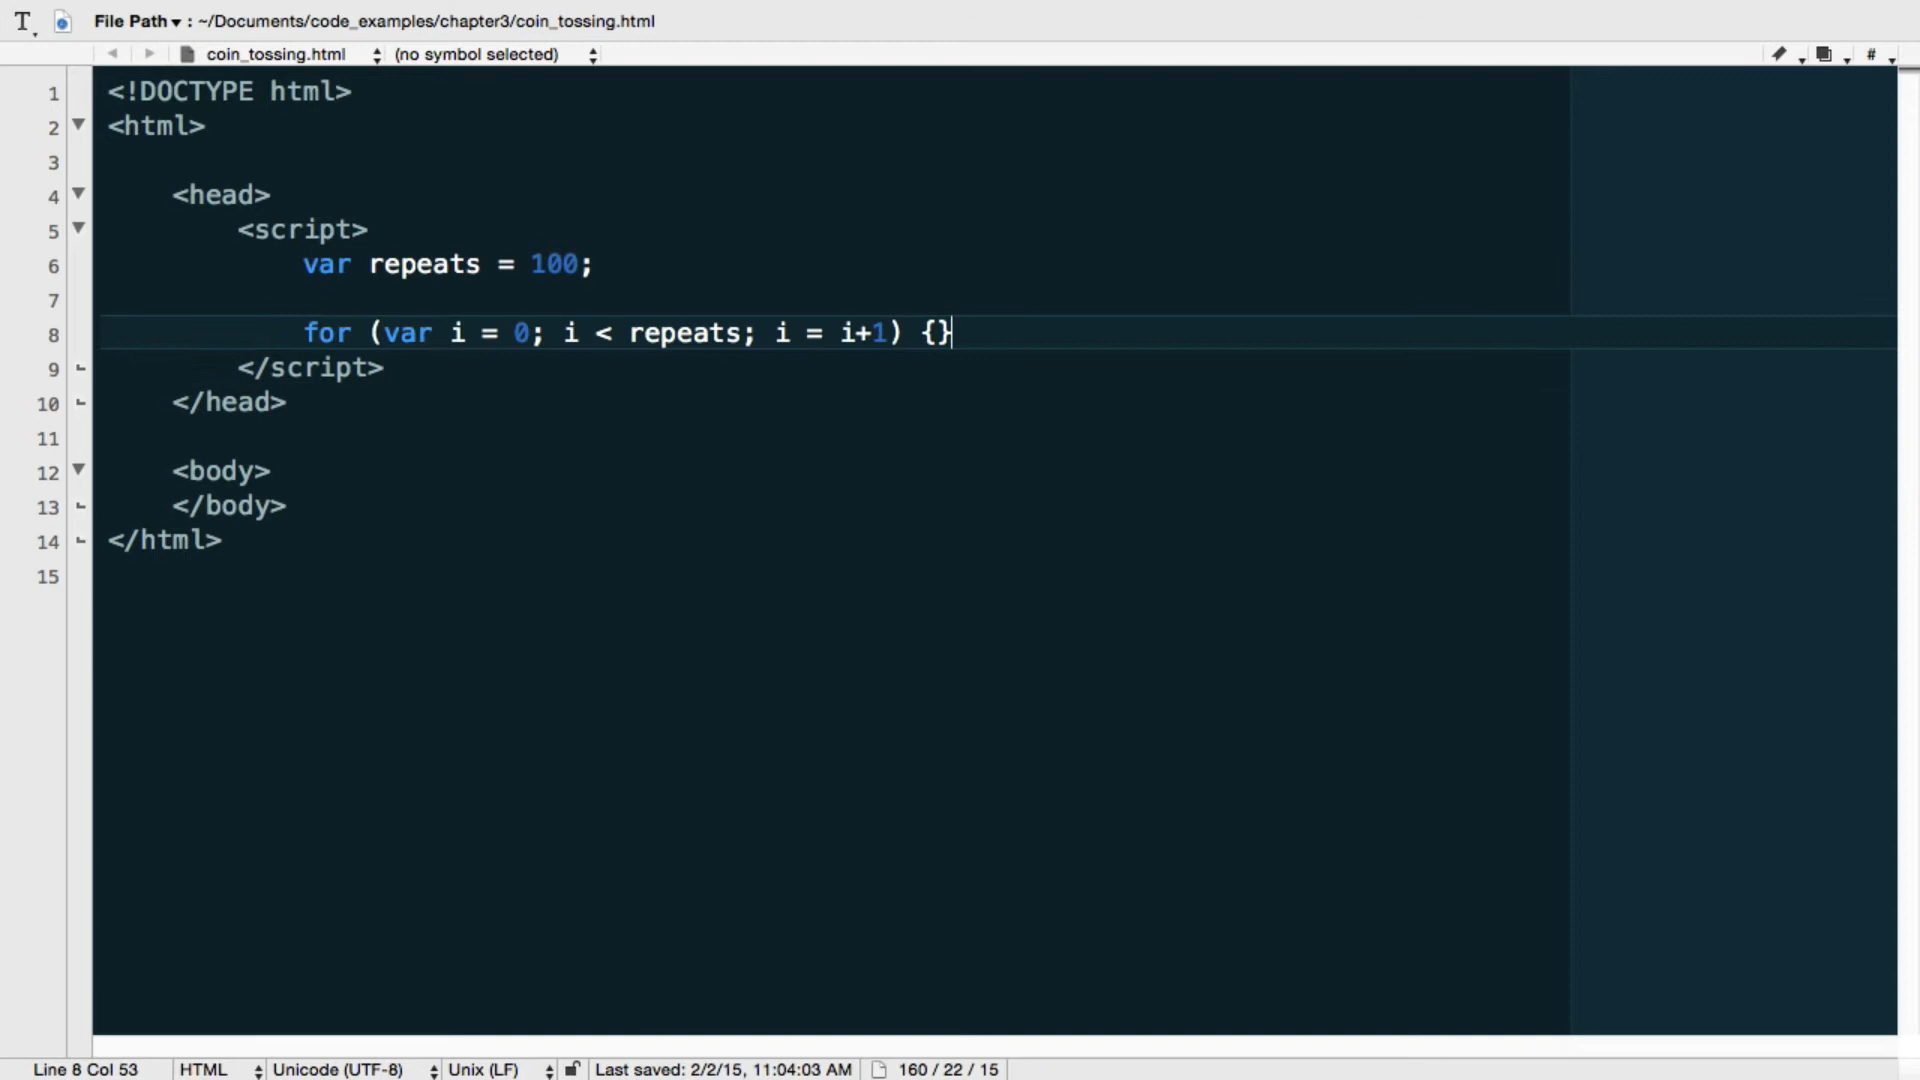 File Path ▾ : ~/Documents/code_examples/chapter3/coin_tossing.html
coin_tossing.html (no symbol selected) #
1 <!DOCTYPE html>
2 <html>
3
4 <head>
5 <script>
6 var repeats = 100;
7
8 for (var i = 0; i < repeats; i = i+1) {}
9 </script>
10 </head>
11
12 <body>
13 </body>
14 </html>
15
Line 8 Col 53 HTML Unicode (UTF-8) Unix (LF) Last saved: 2/2/15, 11:04:03 AM 160 / 22 / 15